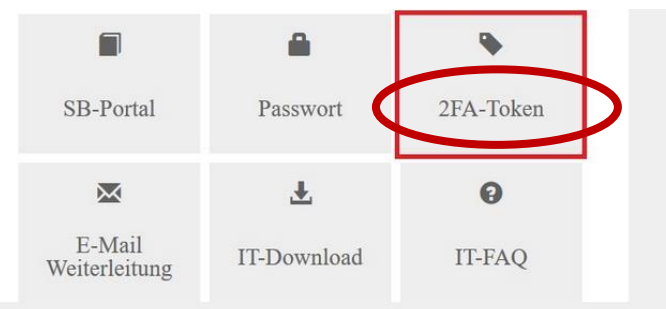 SB-Portal
Passwort
2FA-Token
E-Mail
Weiterleitung
IT-Download
IT-FAQ